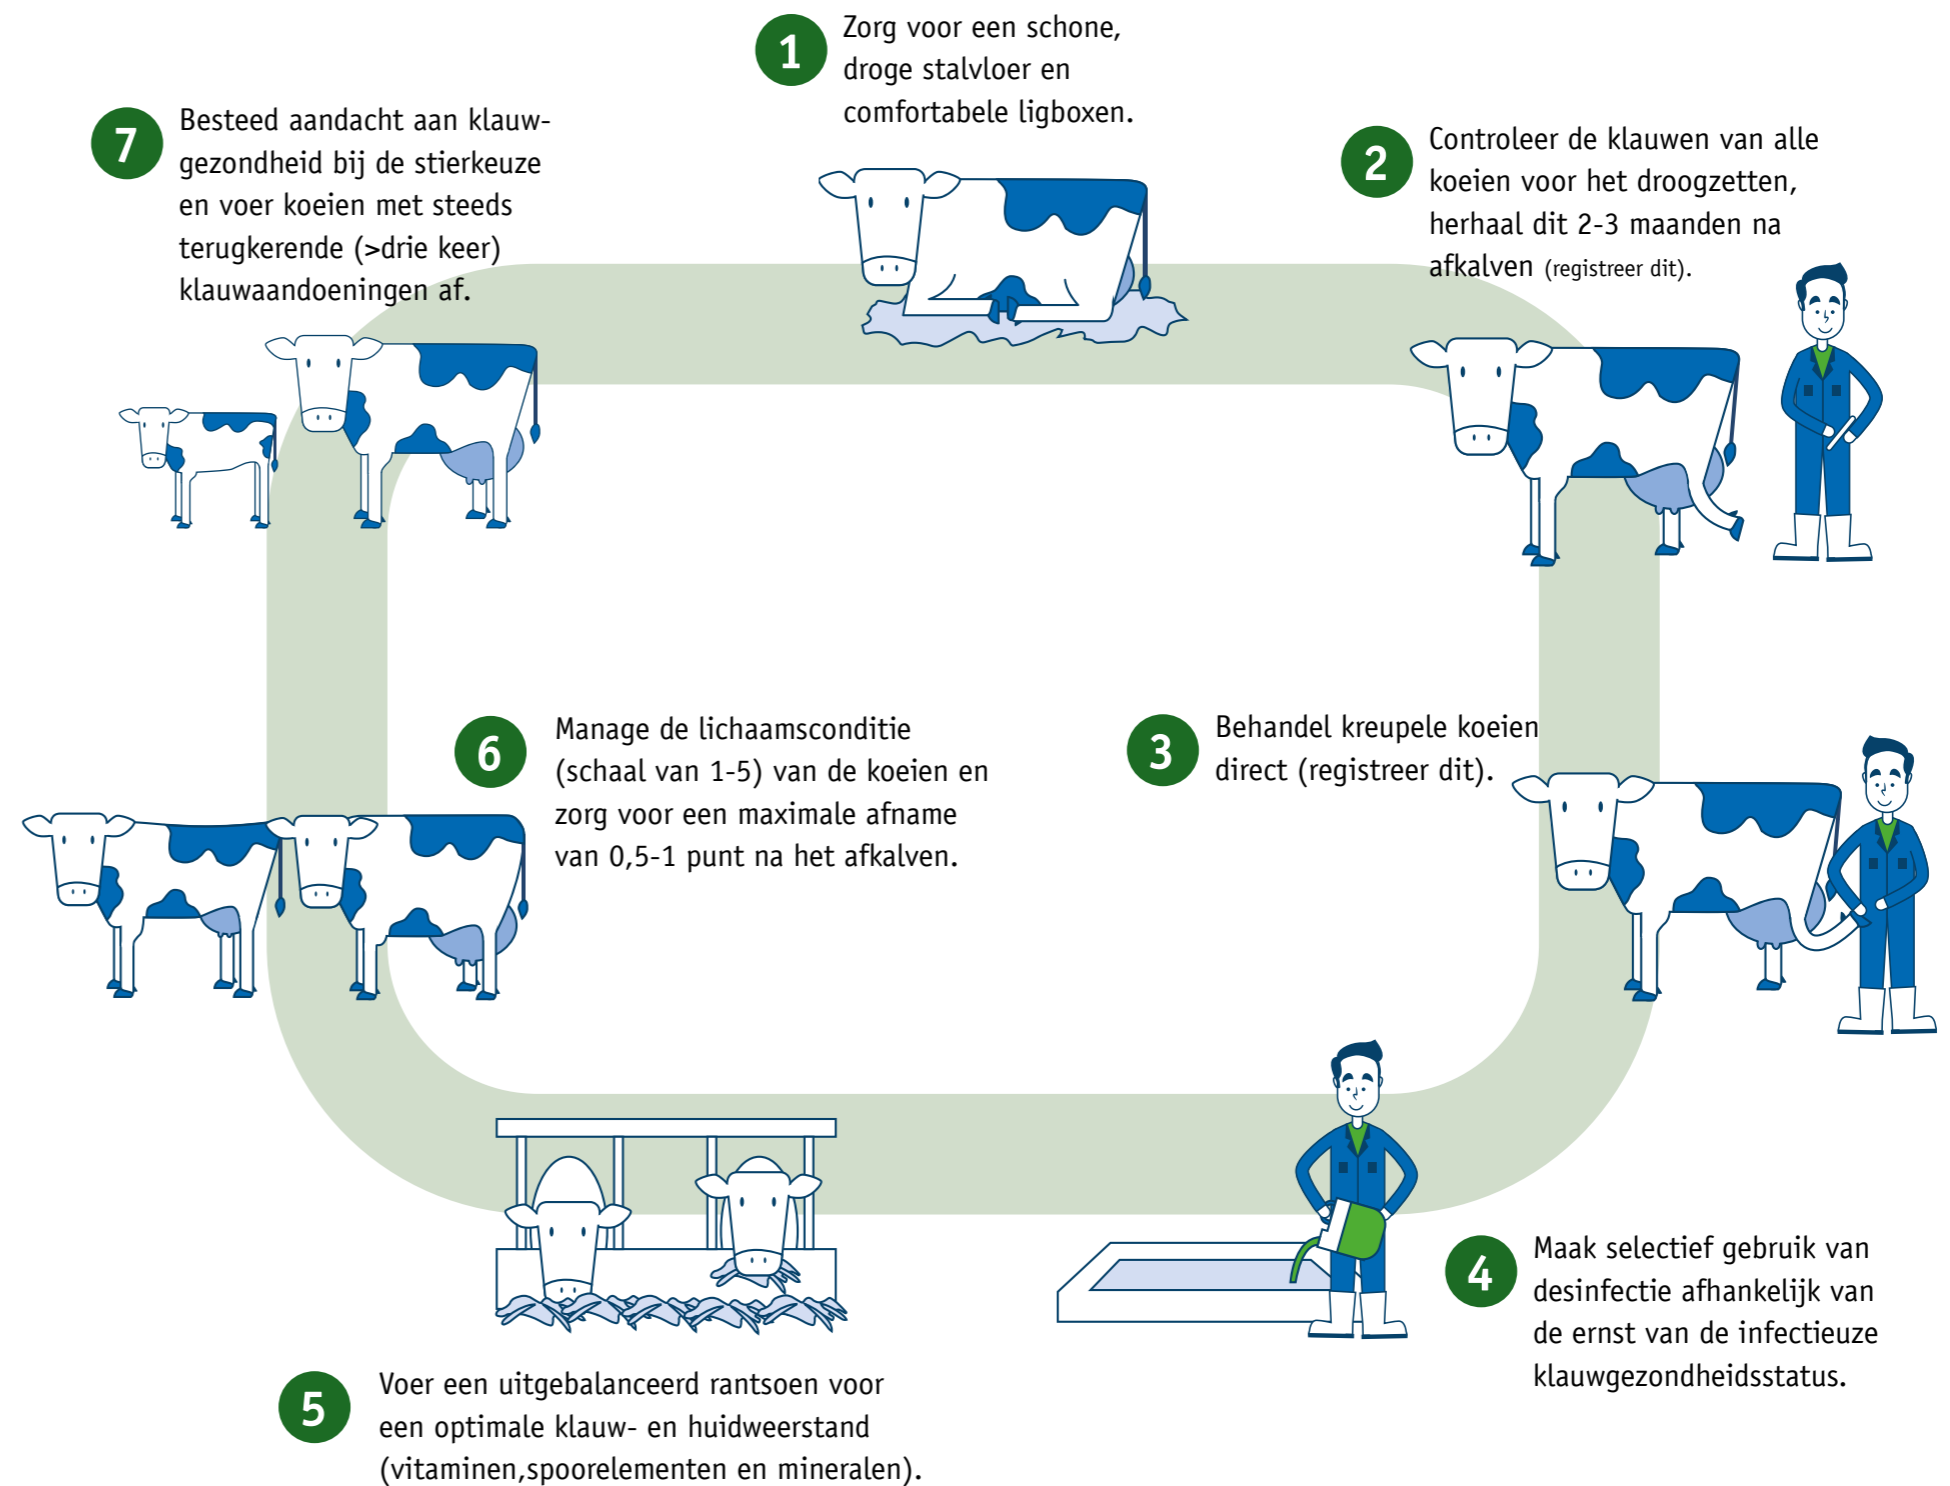 1
Zorg voor een schone,
droge stalvloer en
comfortabele ligboxen.
2
Controleer de klauwen van alle
koeien voor het droogzetten,
herhaal dit 2-3 maanden na
afkalven (registreer dit).
3
Behandel kreupele koeien
direct (registreer dit).
4
Maak selectief gebruik van
desinfectie afhankelijk van
de ernst van de infectieuze
klauwgezondheidsstatus.
5
Voer een uitgebalanceerd rantsoen voor
een optimale klauw- en huidweerstand
(vitaminen,spoorelementen en mineralen).
6
Manage de lichaamsconditie
(schaal van 1-5) van de koeien en
zorg voor een maximale afname
van 0,5-1 punt na het afkalven.
7
Besteed aandacht aan klauw-
gezondheid bij de stierkeuze
en voer koeien met steeds
terugkerende (>drie keer)
klauwaandoeningen af.